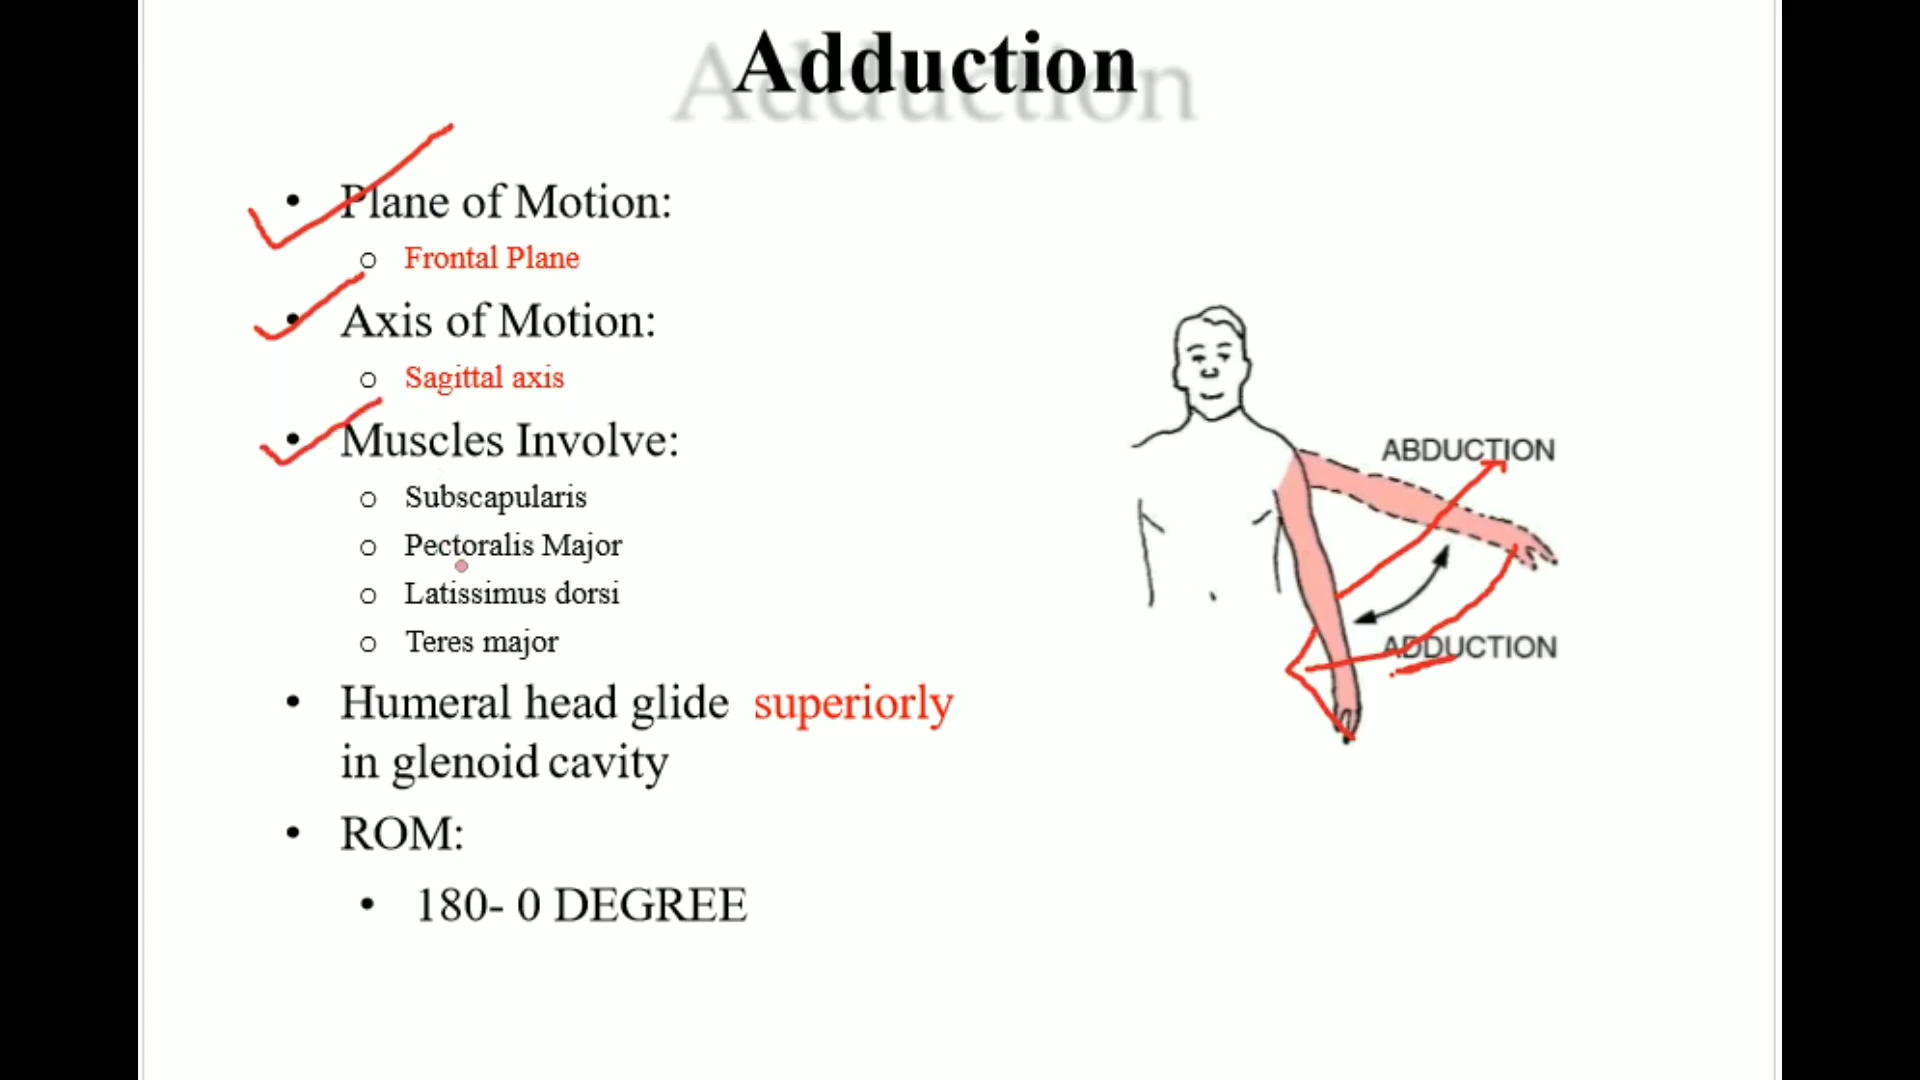 Adduction
• Plane of Motion:
o Frontal Plane
• Axis of Motion:
o Sagittal axis
• Muscles Involve:
o Subscapularis
o Pectoralis Major
o Latissimus dorsi
o Teres major
• Humeral head glide superiorly
in glenoid cavity
• ROM:
• 180- 0 DEGREE
ABDUCTION
ADDUCTION